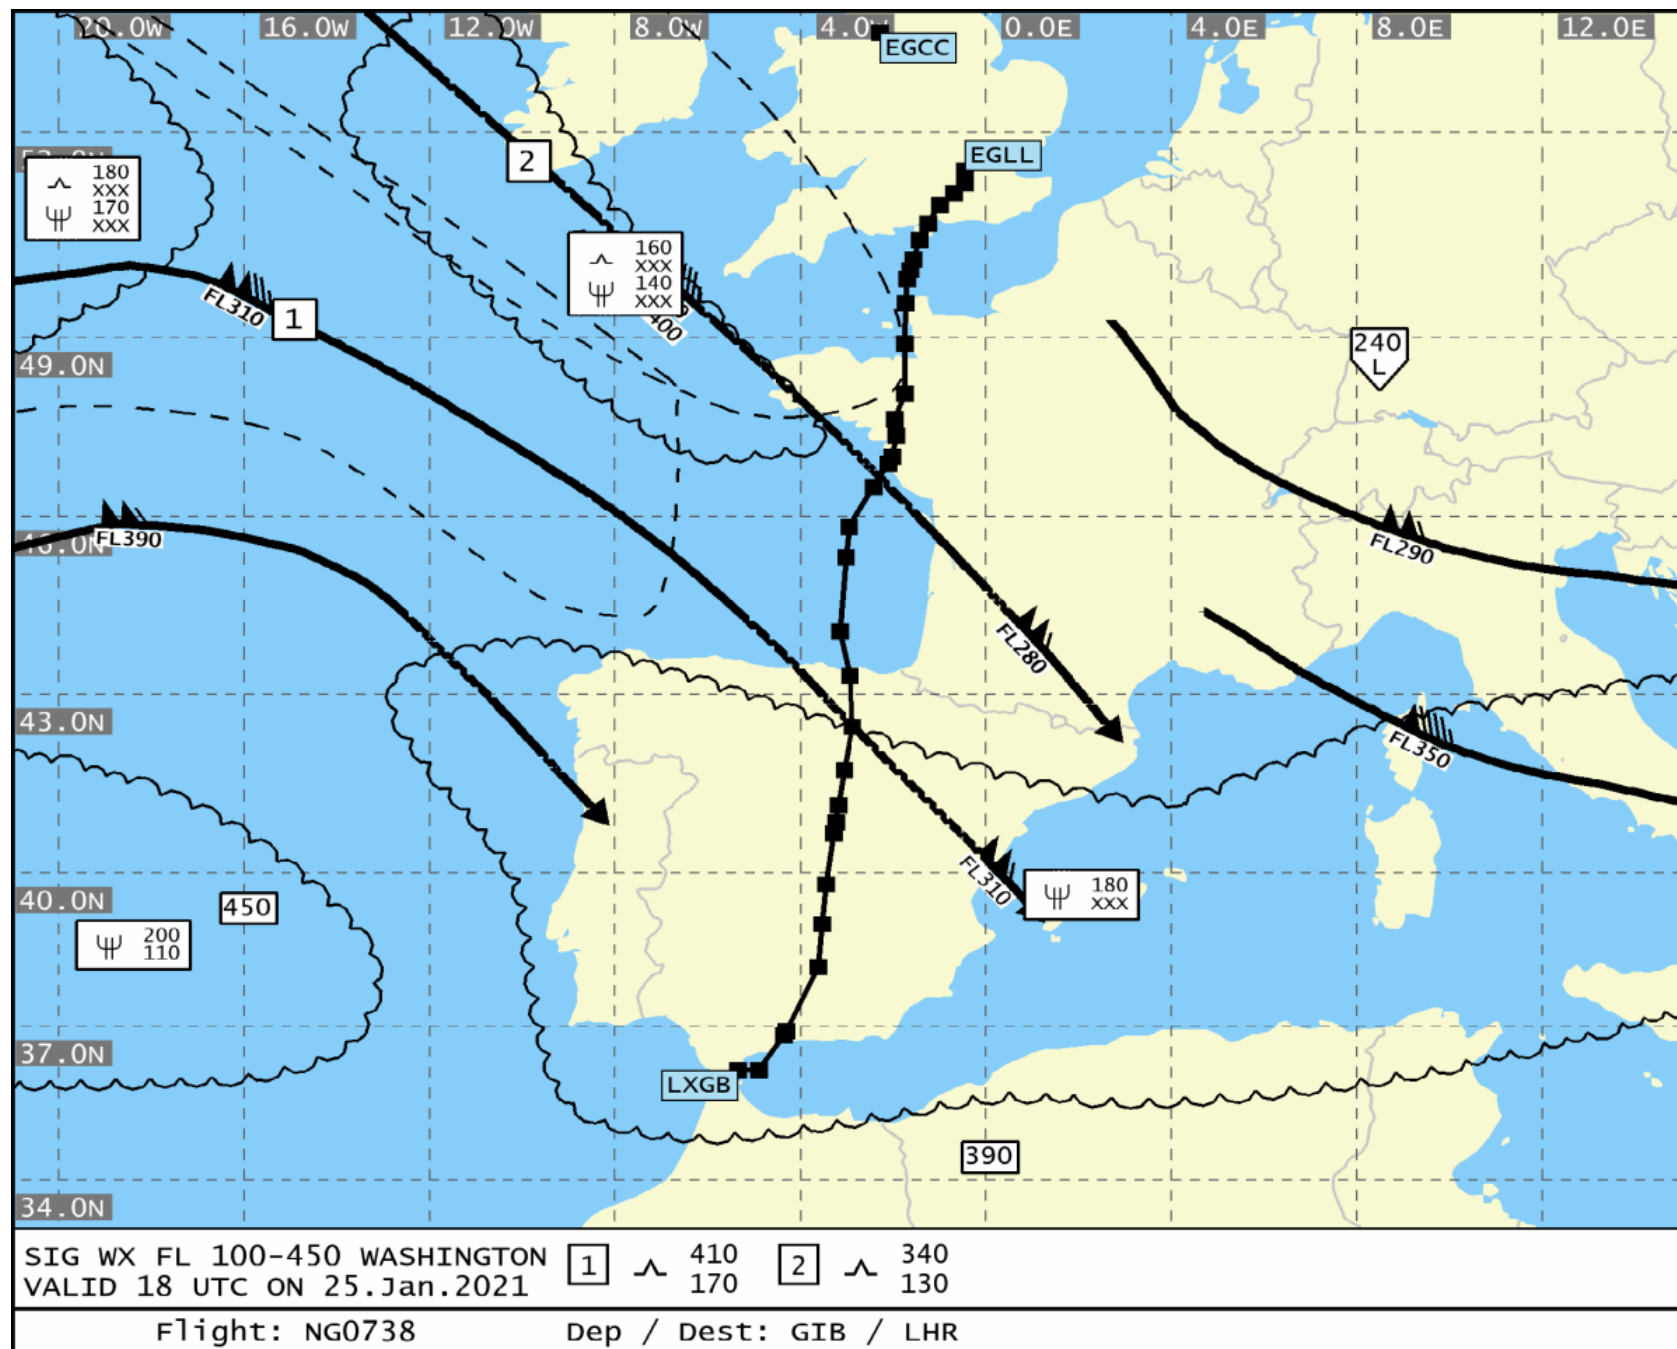 20.0W 16.0W 12.0W 8.0W 4.0W 0.0E 4.0E 8.0E 12.0E
EGCC
EGLL
2
180
XXX
170
XXX
160
XXX
140
XXX
FL310
1
400
49.0N
240
L
FL390
46.0N
FL290
FL280
43.0N
FL350
FL310
180
XXX
40.0N
450
200
110
37.0N
LXGB
390
34.0N
SIG WX FL 100-450 WASHINGTON
VALID 18 UTC ON 25.Jan.2021
1 410
170
2 340
130
Flight: NG0738 Dep / Dest: GIB / LHR